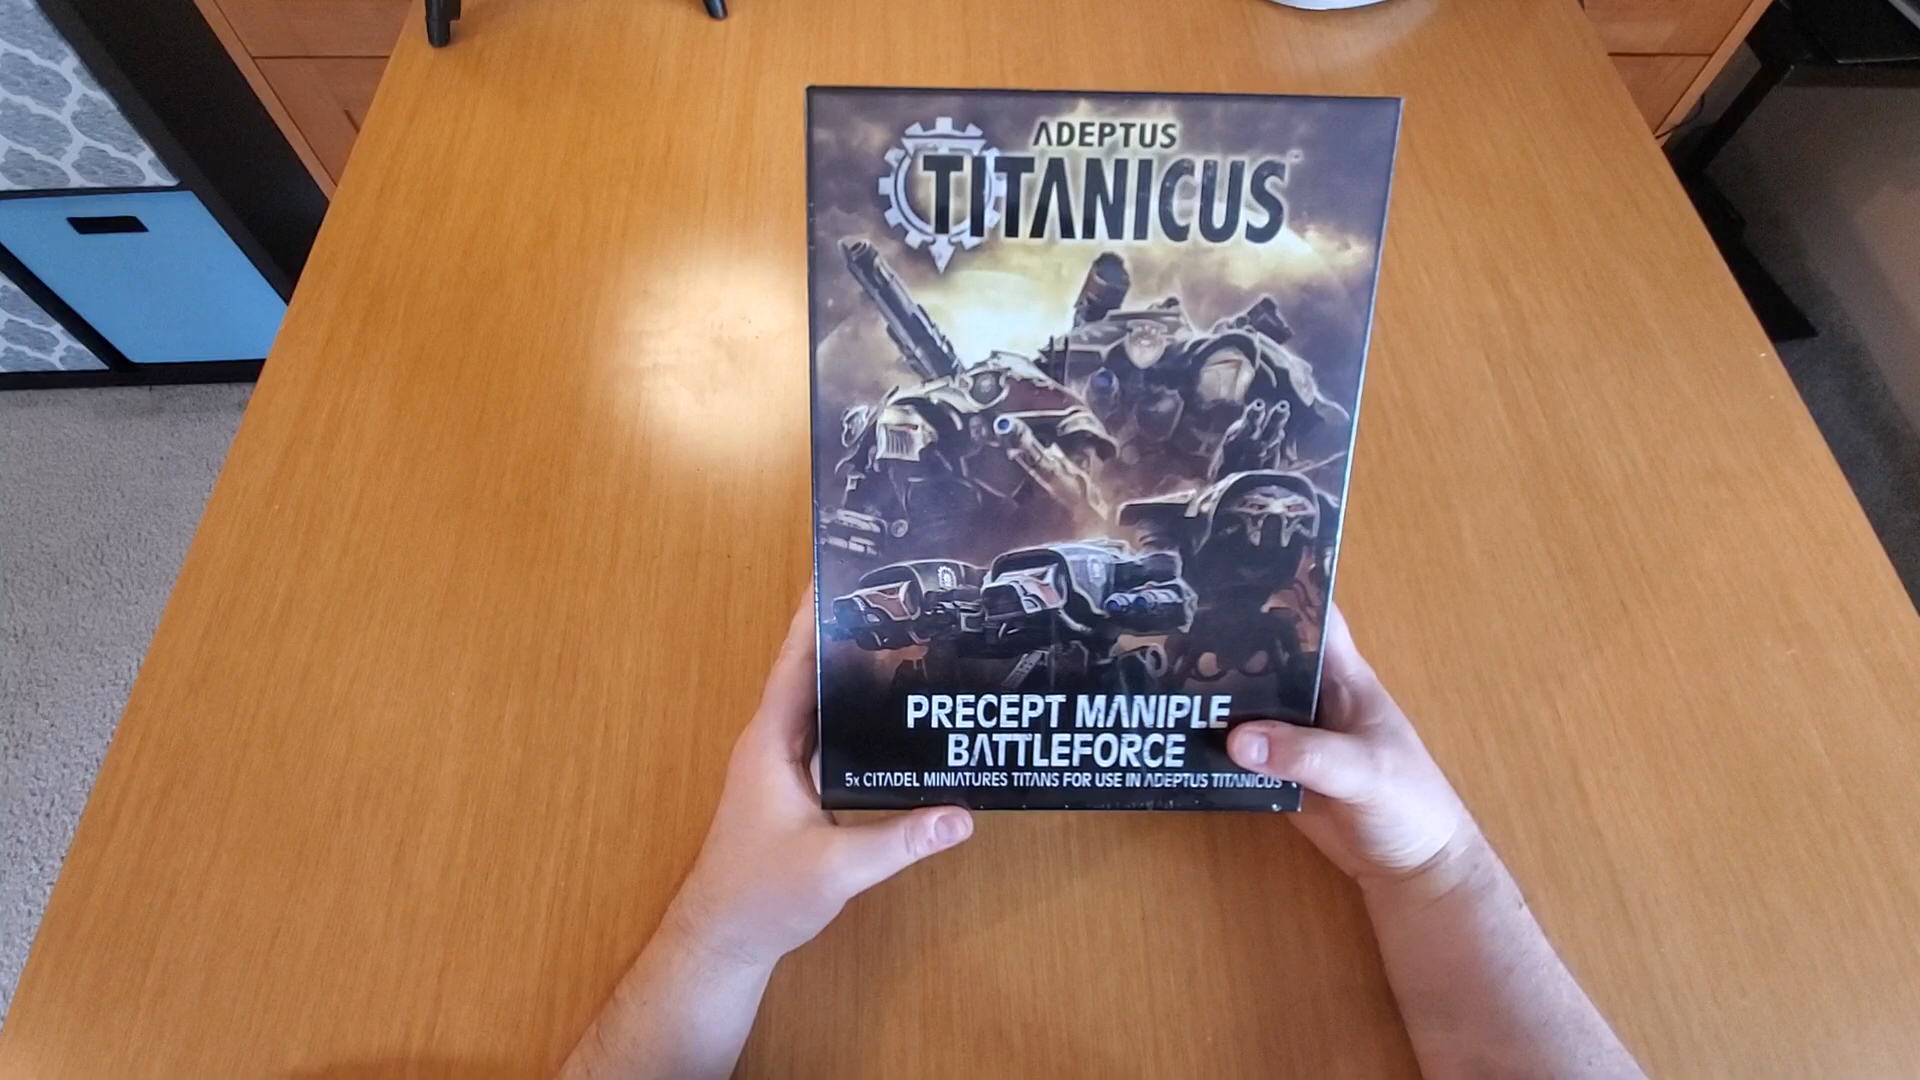 ADEPTUS
TITANICUS
PRECEPT MANIPLE
BATTLEFORCE
5x CITADEL MINIATURES TITANS FOR USE IN ADEPTUS TITANICUS